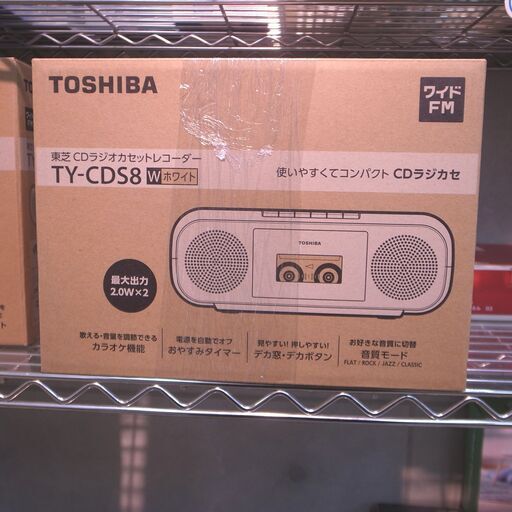 TOSHIBA
ワイド
FM
東芝 CDラジオカセットレコーダー
TY-CDS8 W ホワイト
使いやすくてコンパクト CDラジカセ
TOSHIBA
最大出力
2.0W×2
歌える・音量を調節できる
カラオケ機能
電源を自動でオフ
おやすみタイマー
見やすい!押しやすい!
デカ窓・デカボタン
お好きな音質に切替
音質モード
FLAT / ROCK / JAZZ / CLASSIC